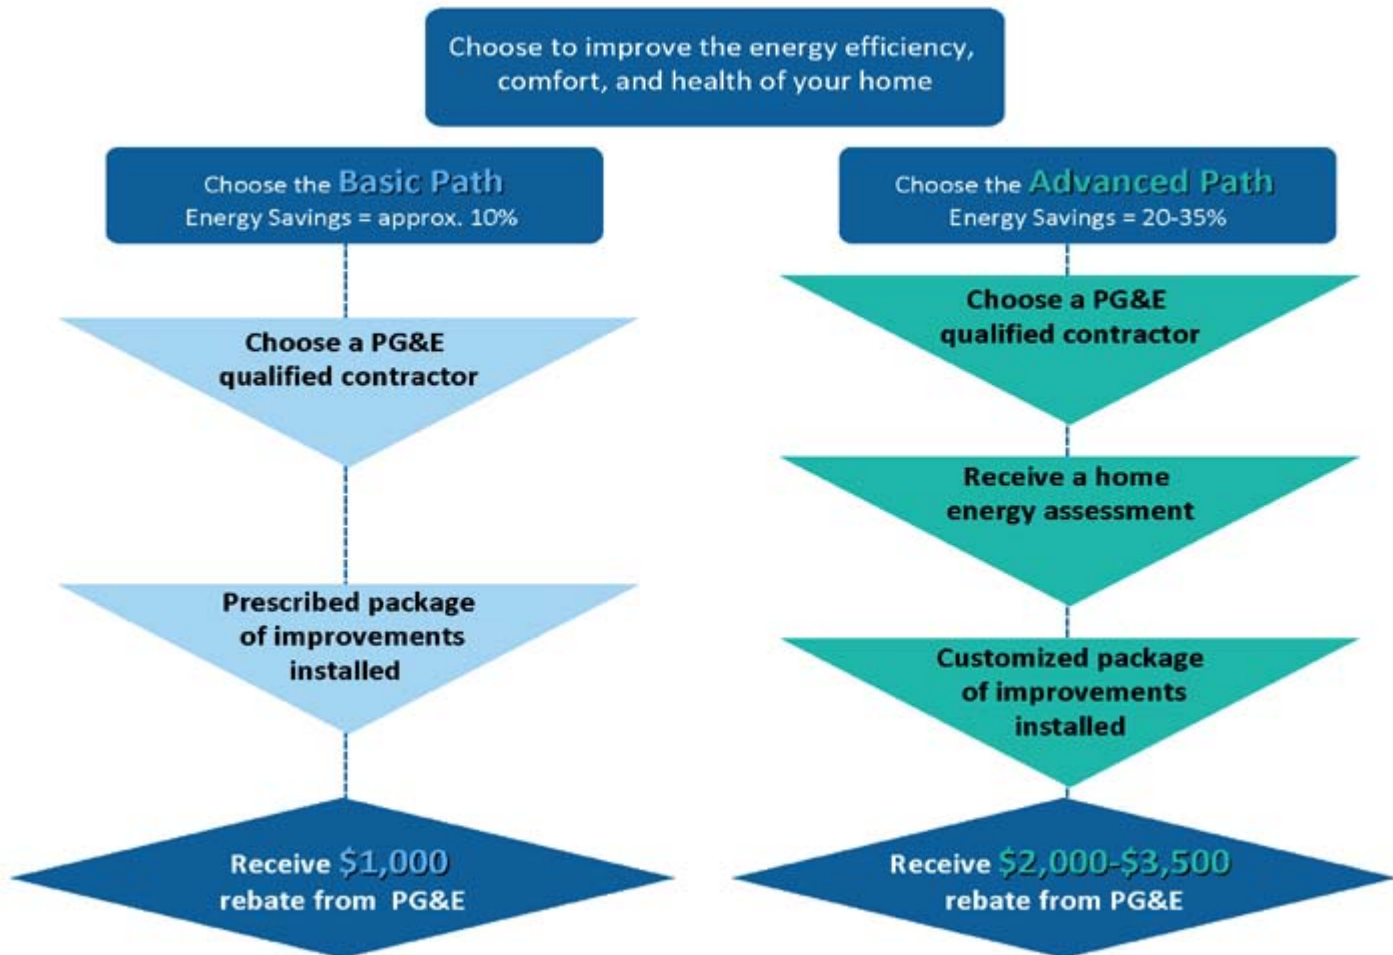 Choose to improve the energy efficiency,
comfort, and health of your home
Choose the Basic Path
Energy Savings = approx. 10%
Choose a PG&E
qualified contractor
Prescribed package
of improvements
installed
Receive $1,000
rebate from PG&E
Choose the Advanced Path
Energy Savings = 20-35%
Choose a PG&E
qualified contractor
Receive a home
energy assessment
Customized package
of improvements
installed
Receive $2,000-$3,500
rebate from PG&E